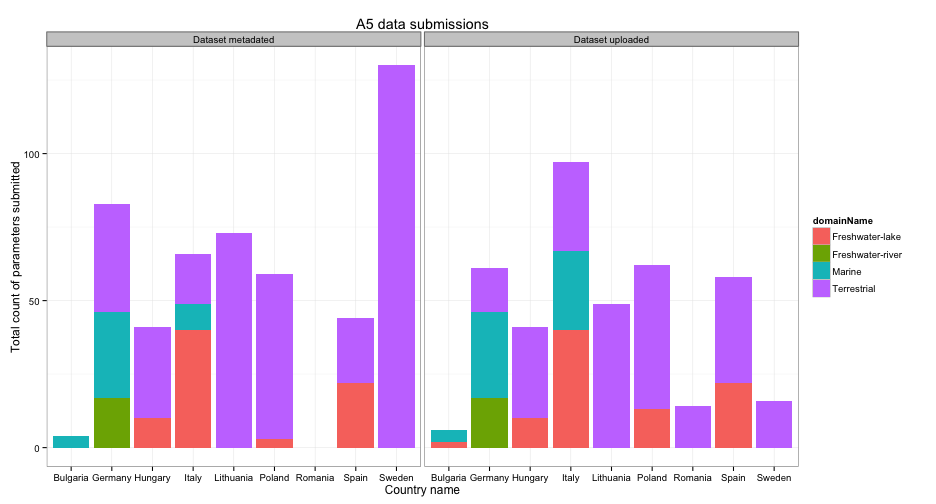 A5 data submissions
Dataset metadated
Dataset uploaded
Total count of parameters submitted
100
50
0
Bulgaria Germany Hungary Italy Lithuania Poland Romania Spain Sweden
Bulgaria Germany Hungary Italy Lithuania Poland Romania Spain Sweden
Country name
domainName
Freshwater-lake
Freshwater-river
Marine
Terrestrial